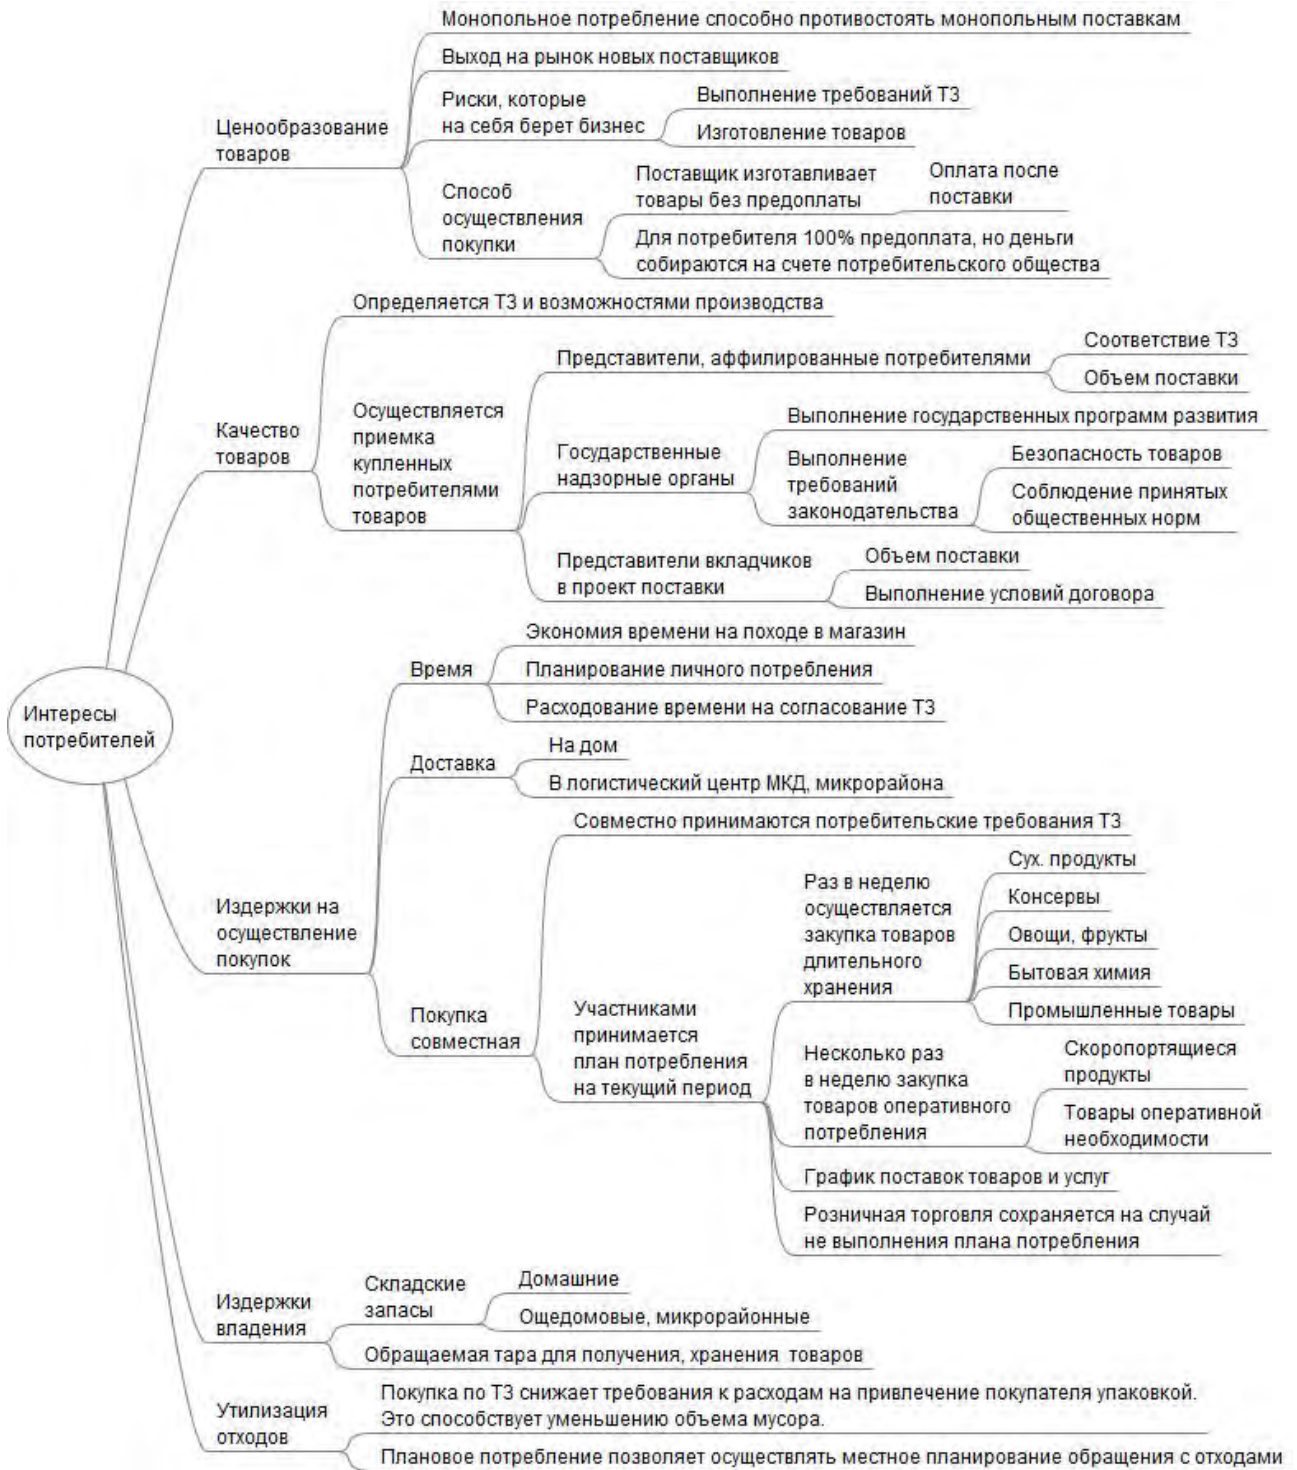 Интересы
потребителей
Ценообразование
товаров
Монопольное потребление способно противостоять монопольным поставкам
Выход на рынок новых поставщиков
Риски, которые
на себя берет бизнес
Выполнение требований ТЗ
Изготовление товаров
Способ
осуществления
покупки
Поставщик изготавливает
товары без предоплаты
Оплата после
поставки
Для потребителя 100% предоплата, но деньги
собираются на счете потребительского общества
Качество
товаров
Определяется ТЗ и возможностями производства
Осуществляется
приемка
купленных
потребителями
товаров
Представители, аффилированные потребителями
Соответствие ТЗ
Объем поставки
Государственные
надзорные органы
Выполнение государственных программ развития
Выполнение
требований
законодательства
Безопасность товаров
Соблюдение принятых
общественных норм
Представители вкладчиков
в проект поставки
Объем поставки
Выполнение условий договора
Издержки на
осуществление
покупок
Время
Экономия времени на походе в магазин
Планирование личного потребления
Расходование времени на согласование ТЗ
Доставка
На дом
В логистический центр МКД, микрорайона
Покупка
совместная
Совместно принимаются потребительские требования ТЗ
Участниками
принимается
план потребления
на текущий период
Раз в неделю
осуществляется
закупка товаров
длительного
хранения
Сух. продукты
Консервы
Овощи, фрукты
Бытовая химия
Промышленные товары
Несколько раз
в неделю закупка
товаров оперативного
потребления
Скоропортящиеся
продукты
Товары оперативной
необходимости
График поставок товаров и услуг
Розничная торговля сохраняется на случай
не выполнения плана потребления
Издержки
владения
Складские
запасы
Домашние
Ощедомовые, микрорайонные
Обращаемая тара для получения, хранения товаров
Утилизация
отходов
Покупка по ТЗ снижает требования к расходам на привлечение покупателя упаковкой.
Это способствует уменьшению объема мусора.
Плановое потребление позволяет осуществлять местное планирование обращения с отходами